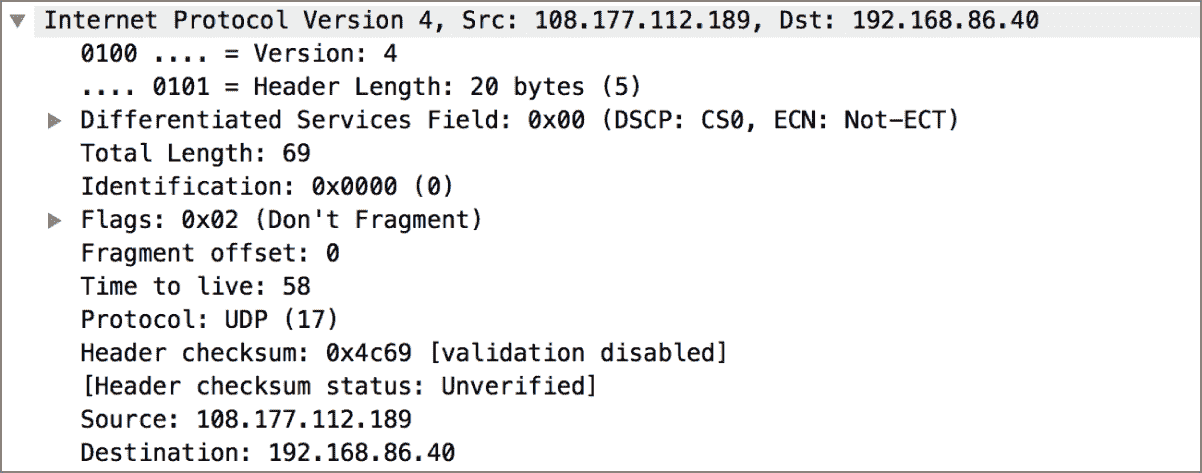 Internet Protocol Version 4, Src: 108.177.112.189, Dst: 192.168.86.40
0100 .... = Version: 4
.... 0101 = Header Length: 20 bytes (5)
Differentiated Services Field: 0x00 (DSCP: CS0, ECN: Not-ECT)
Total Length: 69
Identification: 0x0000 (0)
Flags: 0x02 (Don't Fragment)
Fragment offset: 0
Time to live: 58
Protocol: UDP (17)
Header checksum: 0x4c69 [validation disabled]
[Header checksum status: Unverified]
Source: 108.177.112.189
Destination: 192.168.86.40